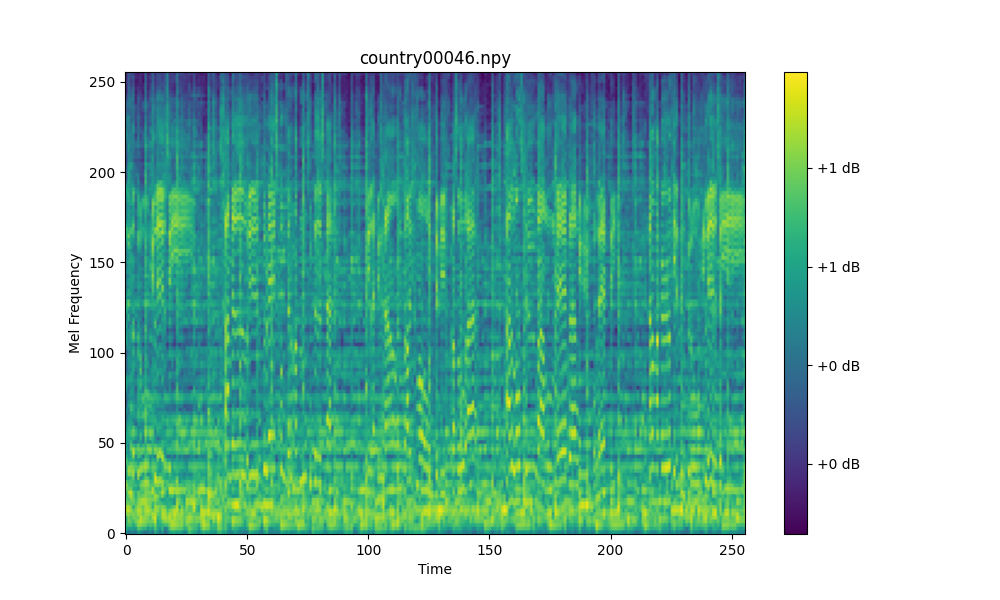 country00046.npy
250
200
150
100
50
0
Mel Frequency
0 50 100 150 200 250
Time
+1 dB
+1 dB
+0 dB
+0 dB